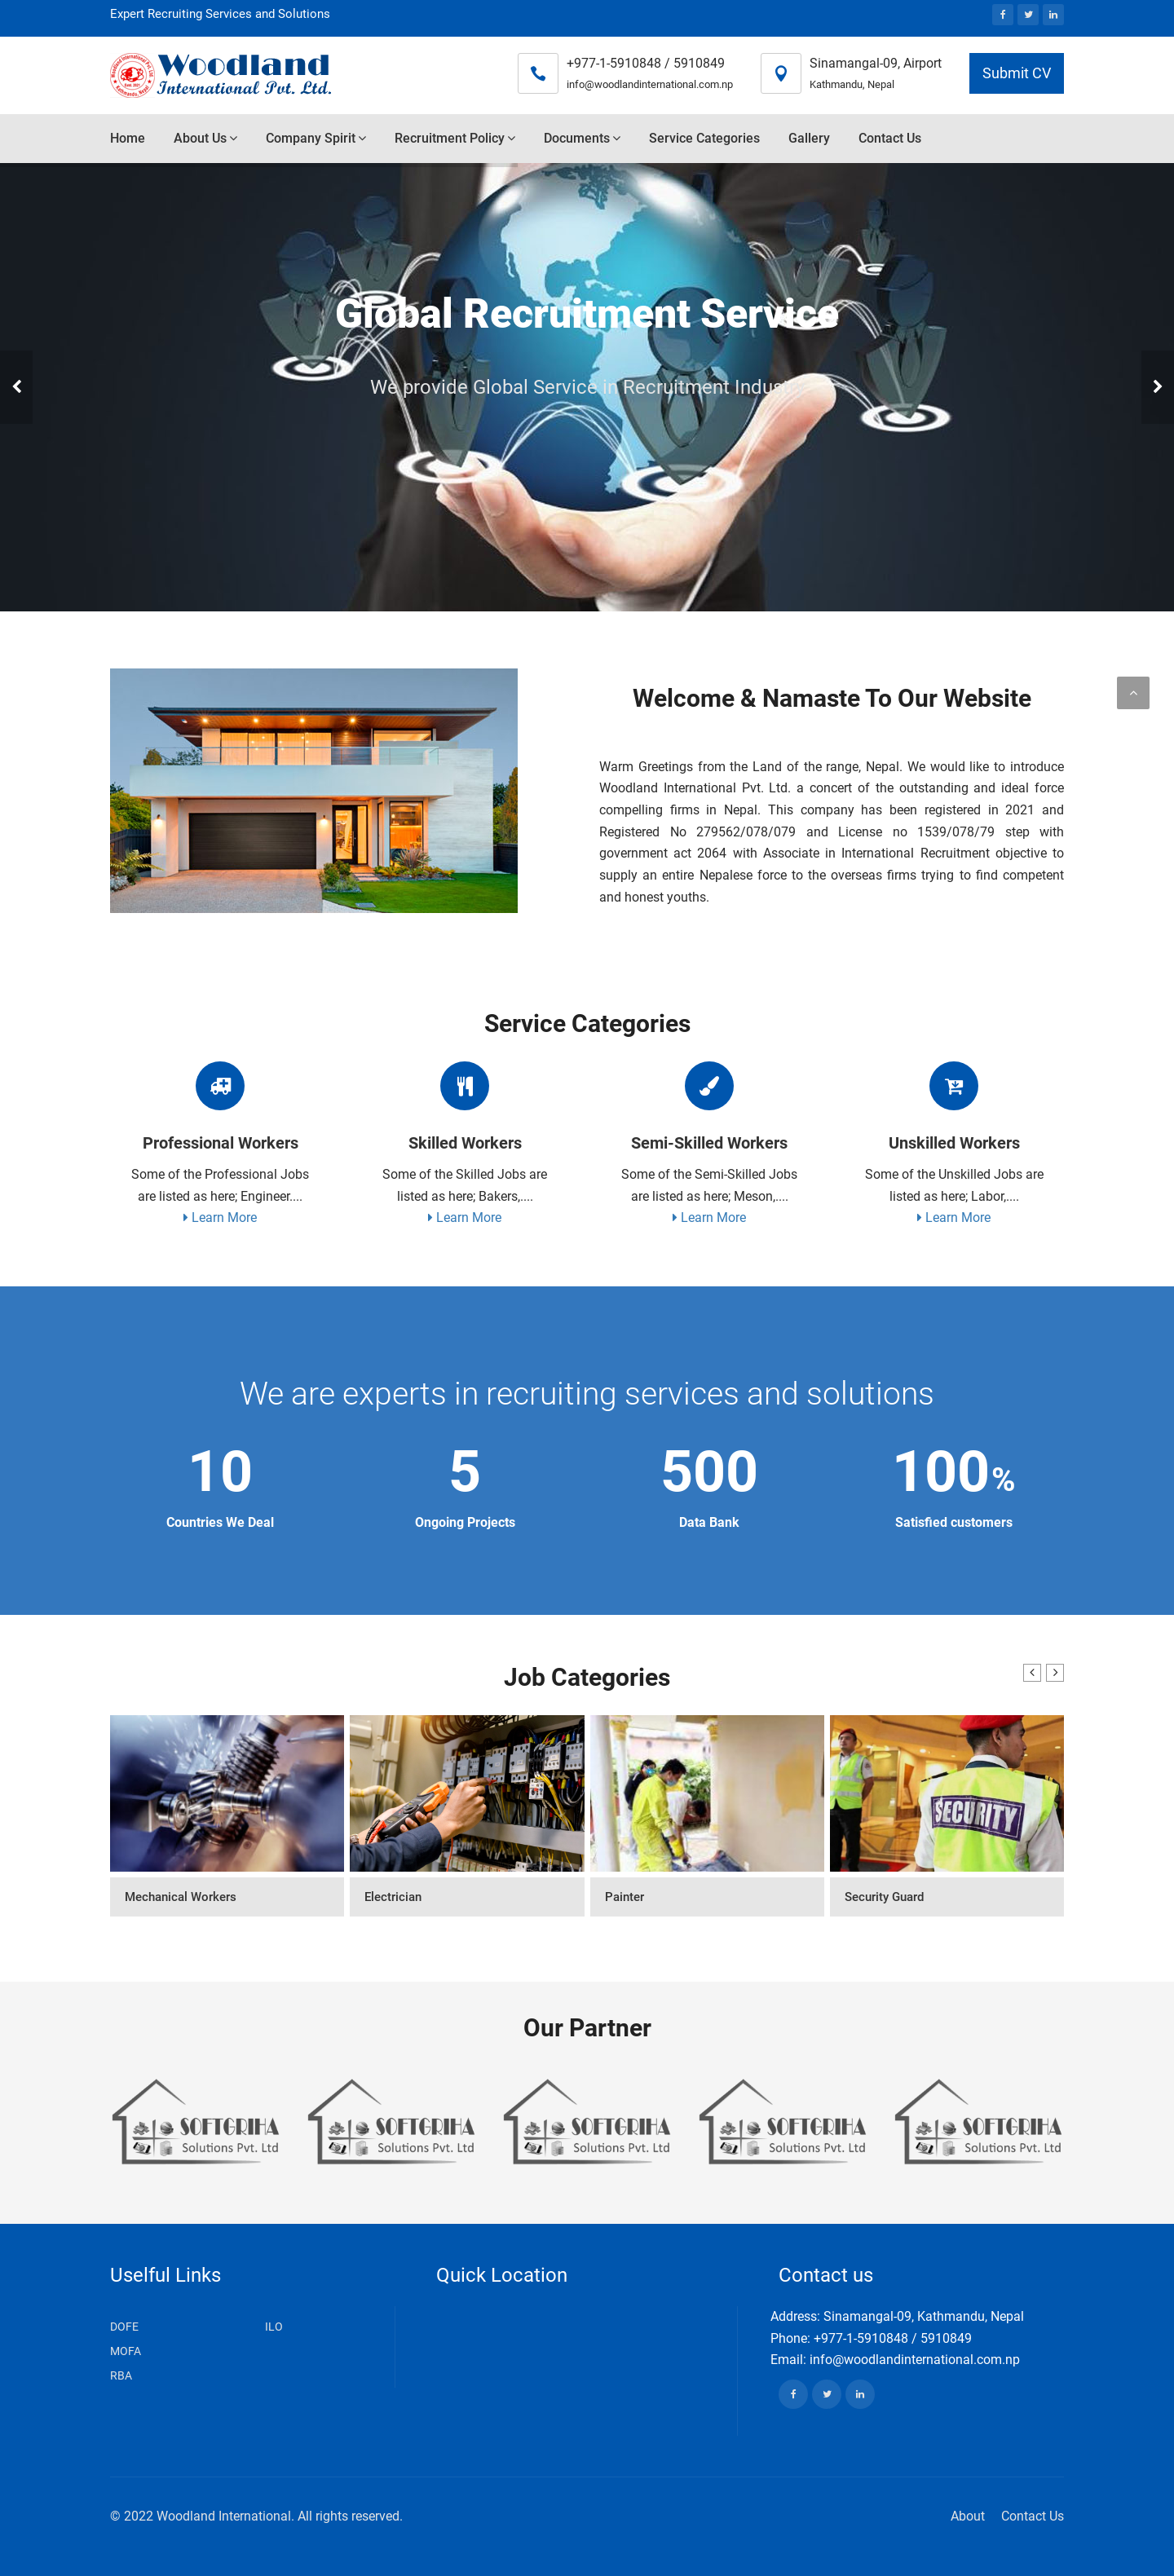 Expert Recruiting Services and Solutions
Woodland
International Pvt. Ltd.
+977-1-5910848 / 5910849
info@woodlandinternational.com.np
Sinamangal-09, Airport
Kathmandu, Nepal
Submit CV
Home
About Us
Company Spirit
Recruitment Policy
Documents
Service Categories
Gallery
Contact Us
Global Recruitment Service
We provide Global Service in Recruitment Indust
Welcome & Namaste To Our Website
Warm Greetings from the Land of the range, Nepal. We would like to introduce
Woodland International Pvt. Ltd. a concert of the outstanding and ideal force
compelling firms in Nepal. This company has been registered in 2021 and
Registered No 279562/078/079 and License no 1539/078/79 step with
government act 2064 with Associate in International Recruitment objective to
supply an entire Nepalese force to the overseas firms trying to find competent
and honest youths.
Service Categories
Professional Workers
Some of the Professional Jobs
are listed as here; Engineer....
Learn More
Skilled Workers
Some of the Skilled Jobs are
listed as here; Bakers,....
Learn More
Semi-Skilled Workers
Some of the Semi-Skilled Jobs
are listed as here; Meson,....
Learn More
Unskilled Workers
Some of the Unskilled Jobs are
listed as here; Labor,....
Learn More
We are experts in recruiting services and solutions
10
Countries We Deal
5
Ongoing Projects
500
Data Bank
100%
Satisfied customers
Job Categories
SECURITY
Mechanical Workers
Electrician
Painter
Security Guard
Our Partner
SOFTGRIHA
Solutions Pvt. Ltd
SOFTGRIHA
Solutions Pvt. Ltd
SOFTGRIHA
Solutions Pvt. Ltd
SOFTGRIHA
Solutions Pvt. Ltd
SOFTGRIHA
Solutions Pvt. Ltd
Uselful Links
DOFE
ILO
MOFA
RBA
Quick Location
Contact us
Address: Sinamangal-09, Kathmandu, Nepal
Phone: +977-1-5910848 / 5910849
Email: info@woodlandinternational.com.np
© 2022 Woodland International. All rights reserved.
About
Contact Us